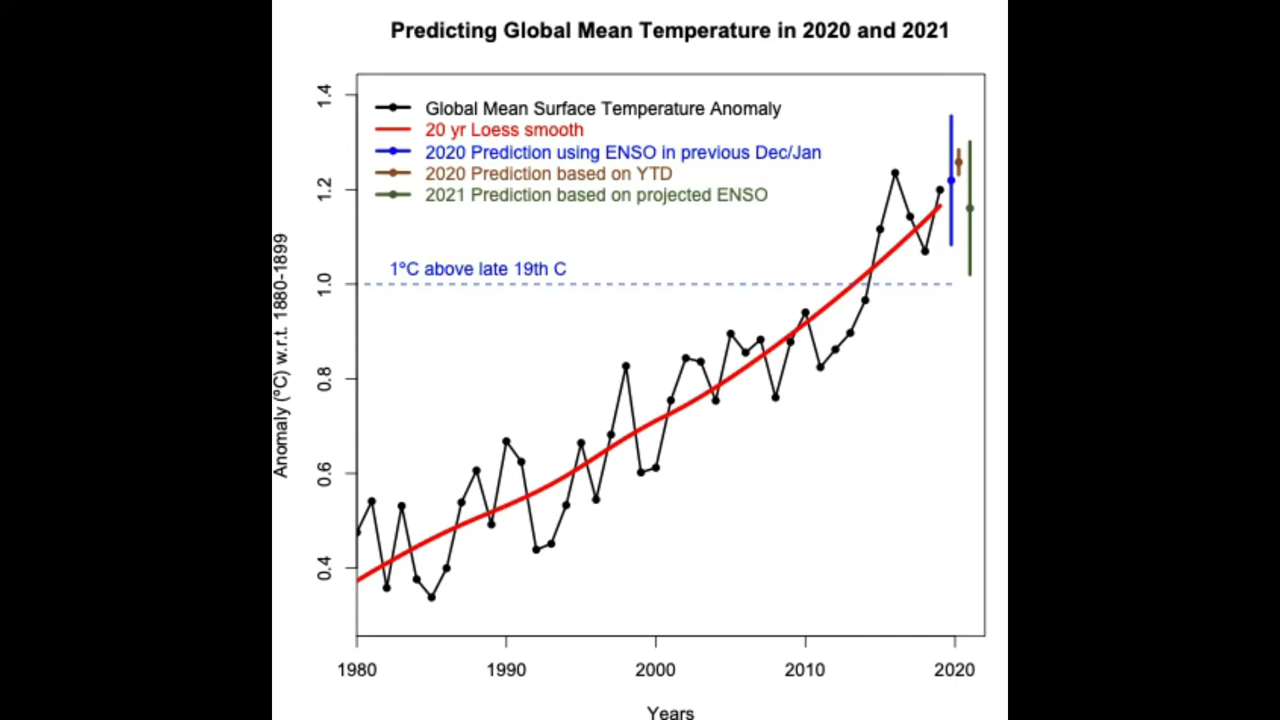 Predicting Global Mean Temperature in 2020 and 2021
Global Mean Surface Temperature Anomaly
20 yr Loess smooth
2020 Prediction using ENSO in previous Dec/Jan
2020 Prediction based on YTD
2021 Prediction based on projected ENSO
1°C above late 19th C
Anomaly (°C) w.r.t. 1880-1899
1.4
1.2
1.0
0.8
0.6
0.4
1980 1990 2000 2010 2020
Years